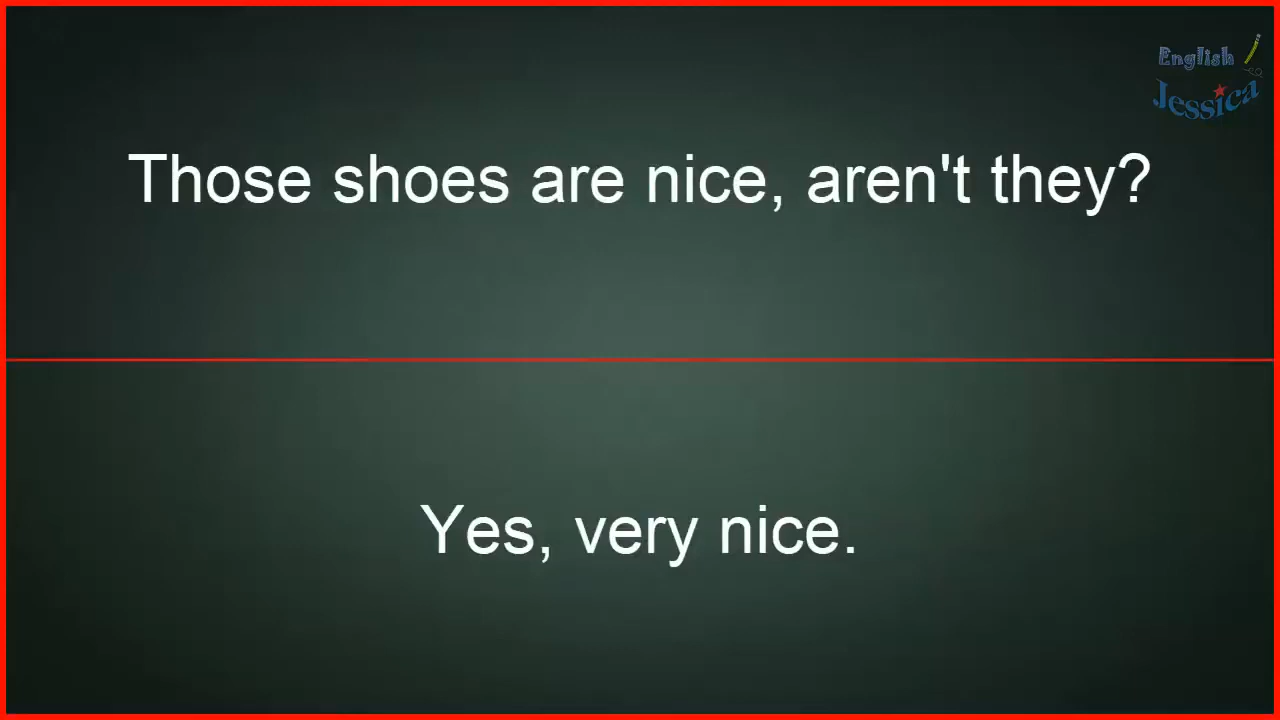 English
Jessica
Those shoes are nice, aren't they?
Yes, very nice.